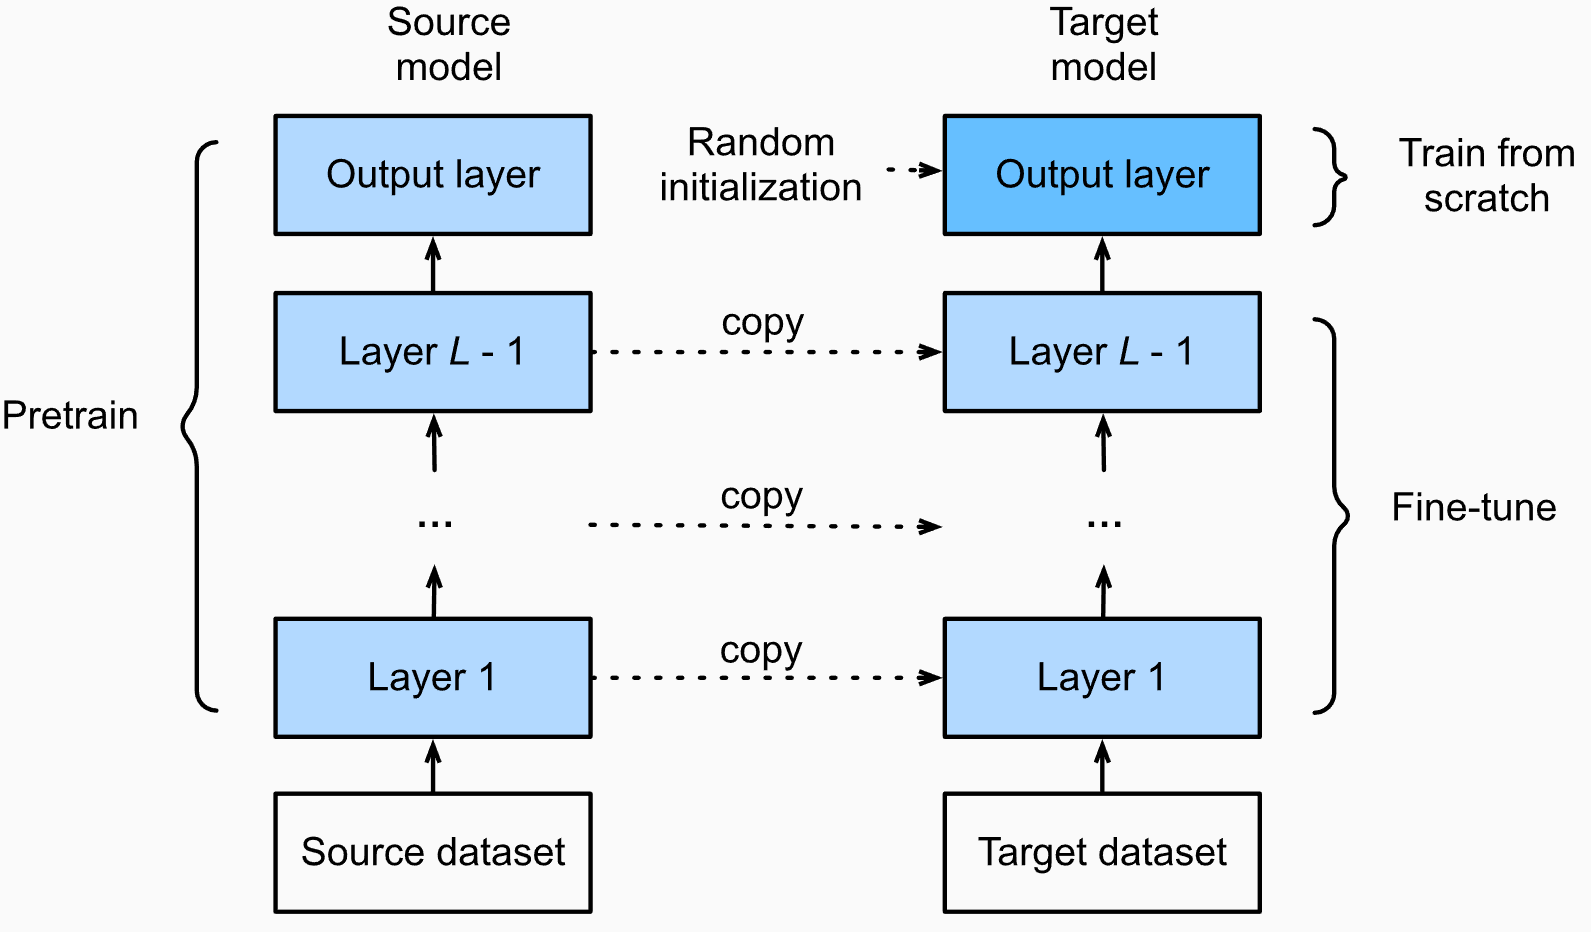 Source
model
Target
model
Output layer
Random
initialization
Output layer
Train from
scratch
Layer L - 1
copy
Layer L - 1
Pretrain
...
copy
...
Fine-tune
Layer 1
copy
Layer 1
Source dataset
Target dataset